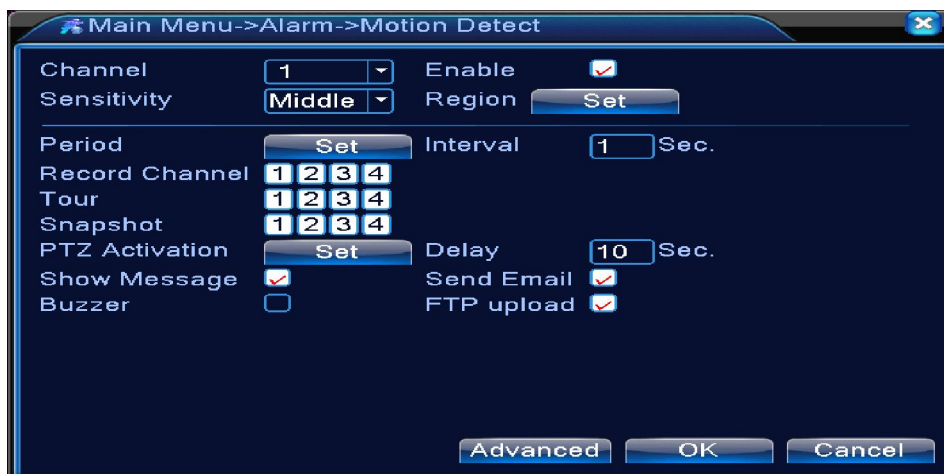 Main Menu->Alarm->Motion Detect
Channel 1 Enable
Sensitivity Middle Region Set
Period Set Interval 1 Sec.
Record Channel 1 2 3 4
Tour 1 2 3 4
Snapshot 1 2 3 4
PTZ Activation Set Delay 10 Sec.
Show Message Send Email
Buzzer FTP upload
Advanced OK Cancel